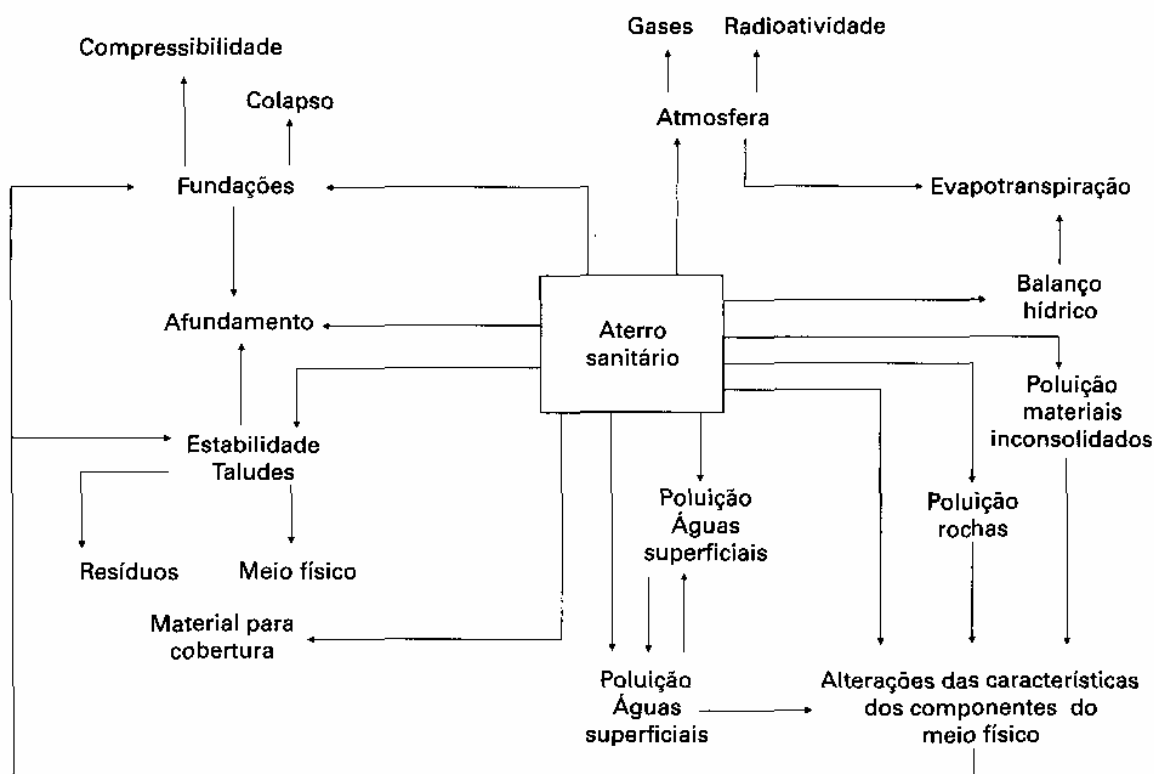 Gases
Radioatividade
Compressibilidade
Colapso
Atmosfera
Fundações
Evapotranspiração
Balanço
hídrico
Afundamento
Aterro
sanitário
Poluição
materiais
inconsolidados
Estabilidade
Taludes
Poluição
Águas
superficiais
Poluição
rochas
Resíduos
Meio físico
Material para
cobertura
Poluição
Águas
superficiais
Alterações das características
dos componentes do
meio físico